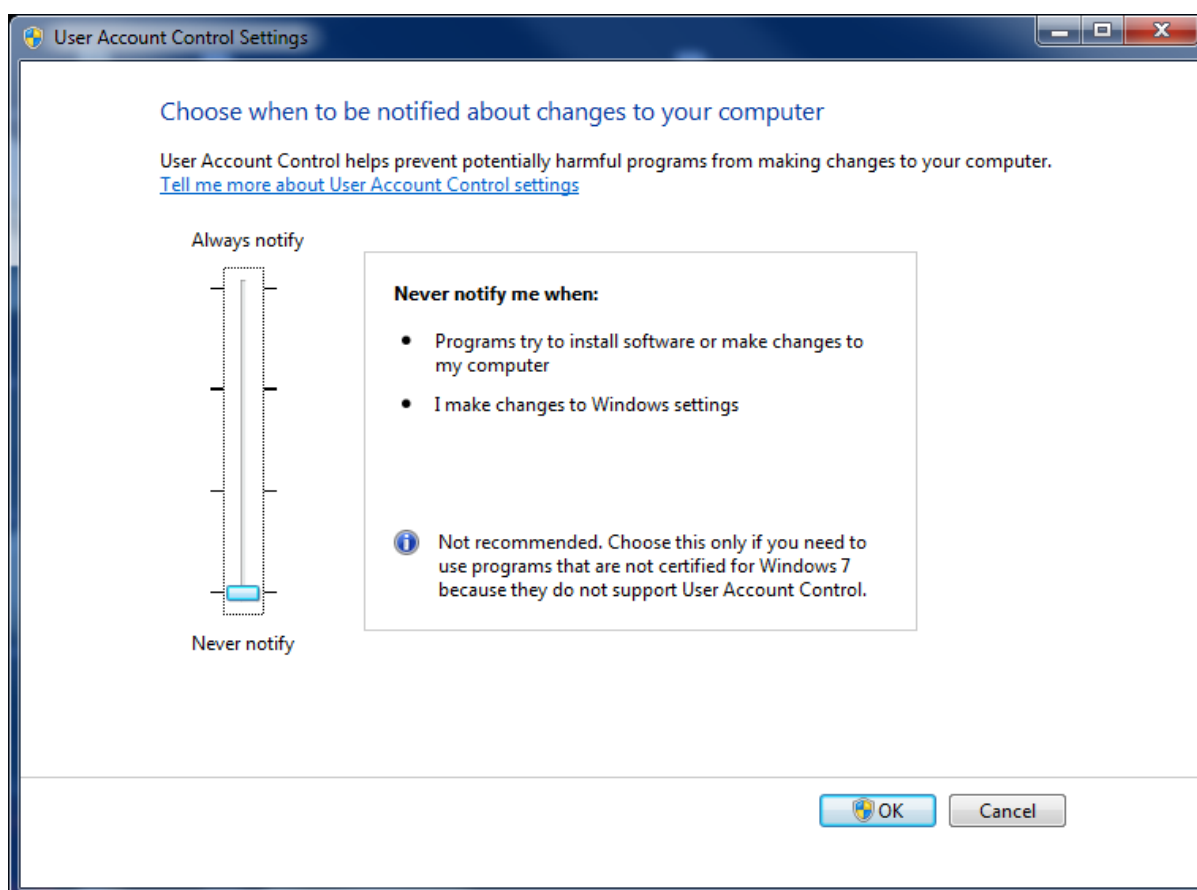 User Account Control Settings
Choose when to be notified about changes to your computer
User Account Control helps prevent potentially harmful programs from making changes to your computer.
Tell me more about User Account Control settings
Always notify
Never notify me when:
• Programs try to install software or make changes to
my computer
• I make changes to Windows settings
Not recommended. Choose this only if you need to
use programs that are not certified for Windows 7
because they do not support User Account Control.
Never notify
OK Cancel